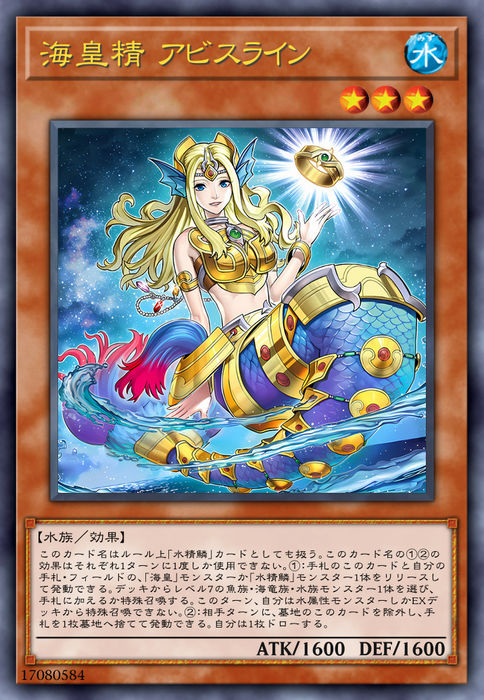 海皇精 アビスライン
みず
水
【水族／効果】
このカード名はルール上「水精鱗」カードとしても扱う。このカード名の①②の
効果はそれぞれ1ターンに1度しか使用できない。①：手札のこのカードと自分の
手札・フィールドの、「海皇」モンスターか「水精鱗」モンスター1体をリリースし
て発動できる。デッキからレベル7の魚族・海竜族・水族モンスター1体を選び、
手札に加えるか特殊召喚する。このターン、自分は水属性モンスターしかEXデ
ッキから特殊召喚できない。②：相手ターンに、墓地のこのカードを除外し、手
札を1枚墓地へ捨てて発動できる。自分は1枚ドローする。
ATK/1600 DEF/1600
17080584